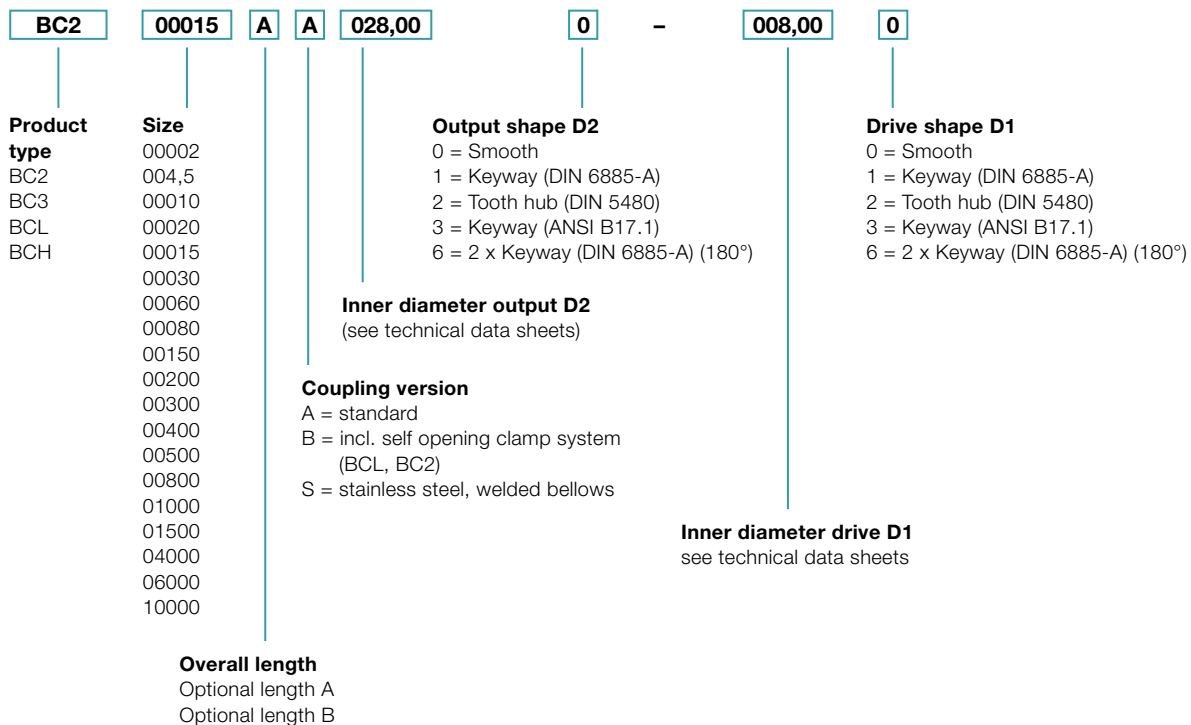 BC2 00015 A A 028,00 0 – 008,00 0
Product type
BC2
BC3
BCL
BCH
Size
00002
004,5
00010
00020
00015
00030
00060
00080
00150
00200
00300
00400
00500
00800
01000
01500
04000
06000
10000
Overall length
Optional length A
Optional length B
Coupling version
A = standard
B = incl. self opening clamp system
(BCL, BC2)
S = stainless steel, welded bellows
Inner diameter output D2
(see technical data sheets)
Output shape D2
0 = Smooth
1 = Keyway (DIN 6885-A)
2 = Tooth hub (DIN 5480)
3 = Keyway (ANSI B17.1)
6 = 2 x Keyway (DIN 6885-A) (180°)
Inner diameter drive D1
see technical data sheets
Drive shape D1
0 = Smooth
1 = Keyway (DIN 6885-A)
2 = Tooth hub (DIN 5480)
3 = Keyway (ANSI B17.1)
6 = 2 x Keyway (DIN 6885-A) (180°)